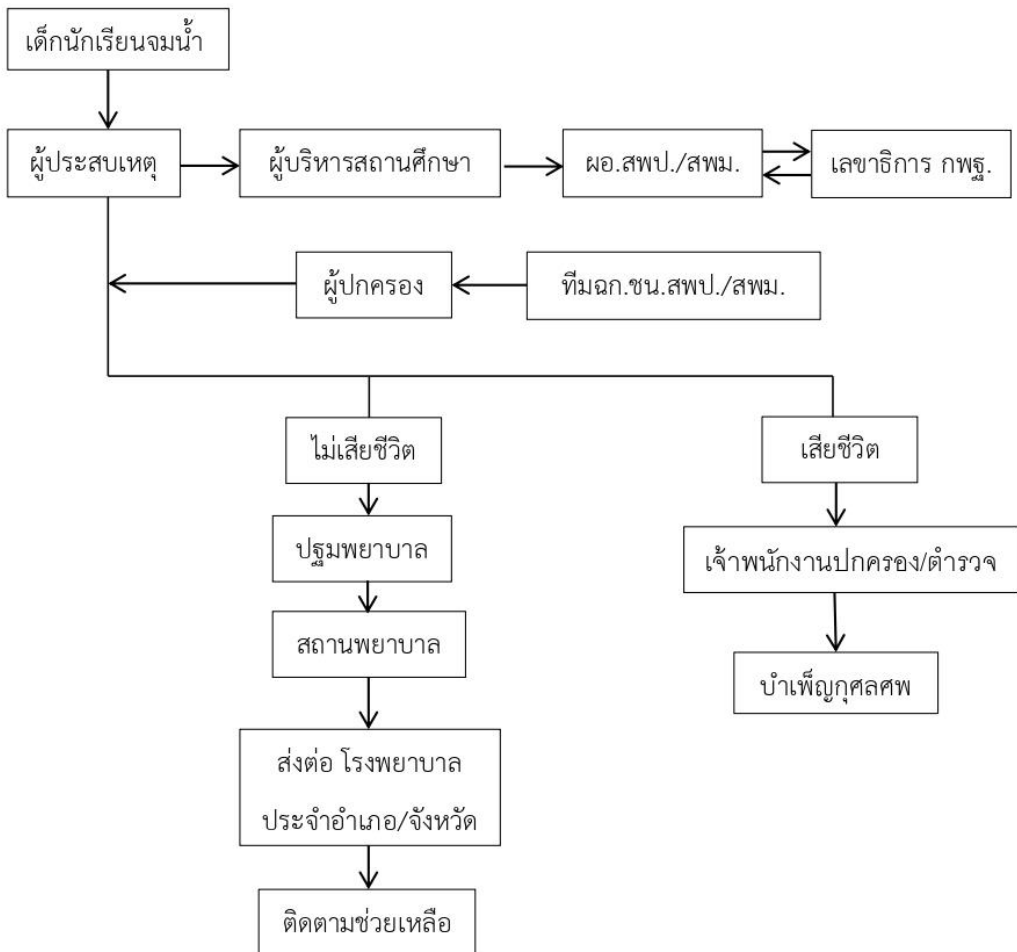 เด็กนักเรียนจมน้ำ
ผู้ประสบเหตุ
ผู้บริหารสถานศึกษา
ผอ.สพป./สพม.
เลขาธิการ กพฐ.
ผู้ปกครอง
ทีมฉก.ชน.สพป./สพม.
ไม่เสียชีวิต
เสียชีวิต
ปฐมพยาบาล
เจ้าพนักงานปกครอง/ตำรวจ
สถานพยาบาล
บำเพ็ญกุศลศพ
ส่งต่อ โรงพยาบาล
ประจำอำเภอ/จังหวัด
ติดตามช่วยเหลือ